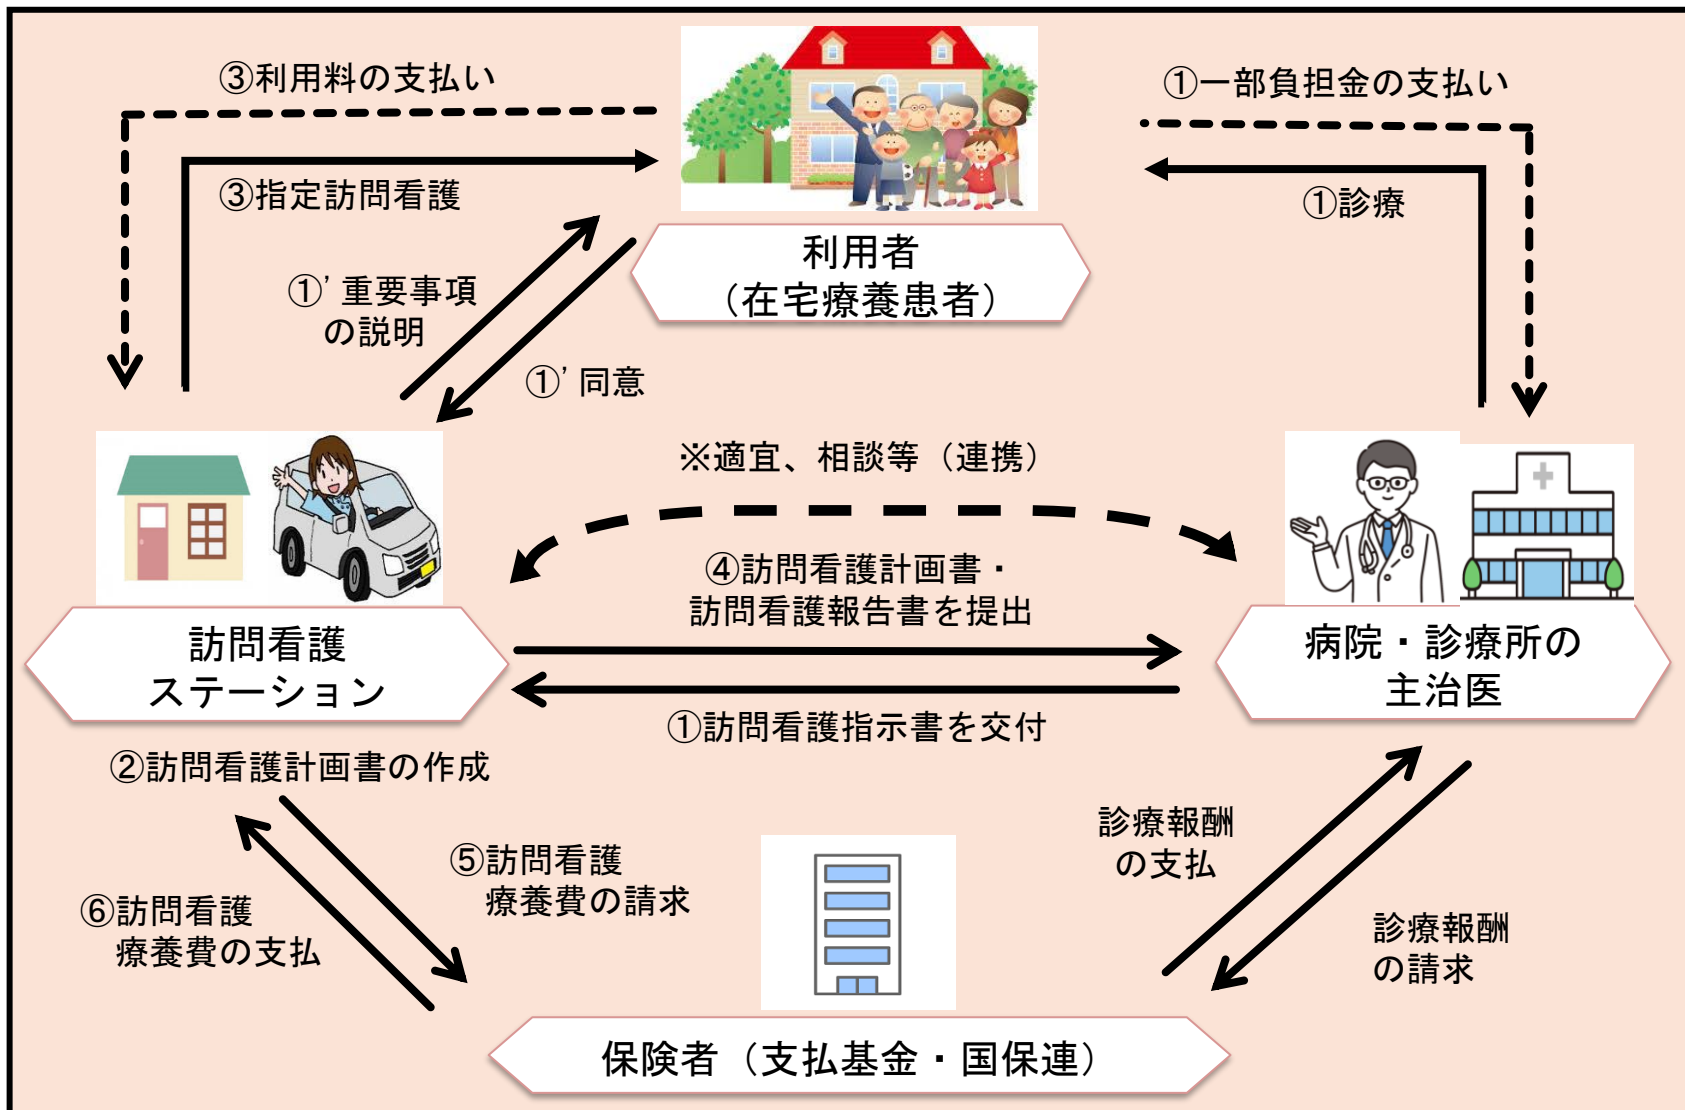 ③利用料の支払い
①一部負担金の支払い
③指定訪問看護
①診療
利用者
（在宅療養患者）
①’重要事項
の説明
①’同意
※適宜、相談等（連携）
④訪問看護計画書・
訪問看護報告書を提出
訪問看護
ステーション
病院・診療所の
主治医
①訪問看護指示書を交付
②訪問看護計画書の作成
⑤訪問看護
療養費の請求
⑥訪問看護
療養費の支払
診療報酬
の支払
診療報酬
の請求
保険者（支払基金・国保連）